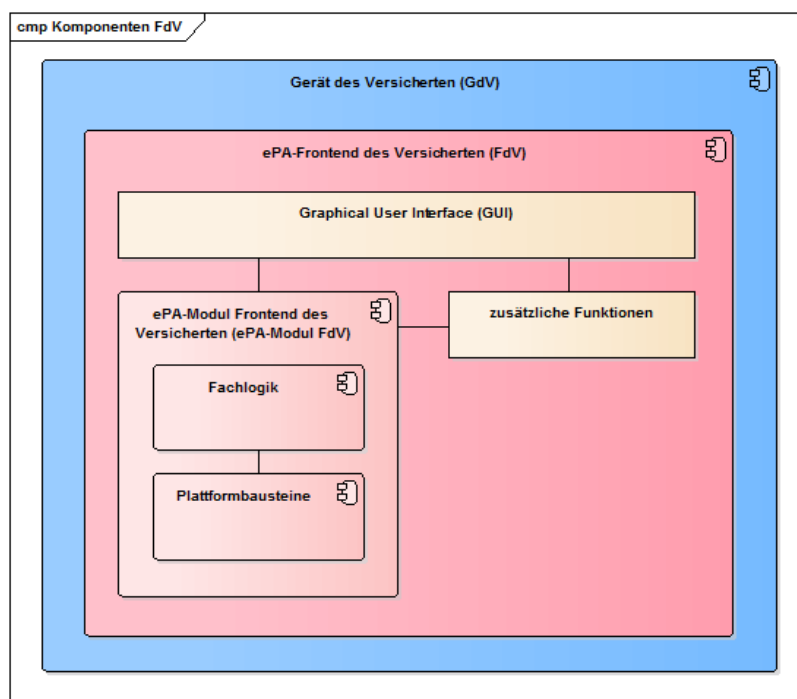 cmp Komponenten FdV
Gerät des Versicherten (GdV)
ePA-Frontend des Versicherten (FdV)
Graphical User Interface (GUI)
ePA-Modul Frontend des
Versicherten (ePA-Modul FdV)
zusätzliche Funktionen
Fachlogik
Plattformbausteine